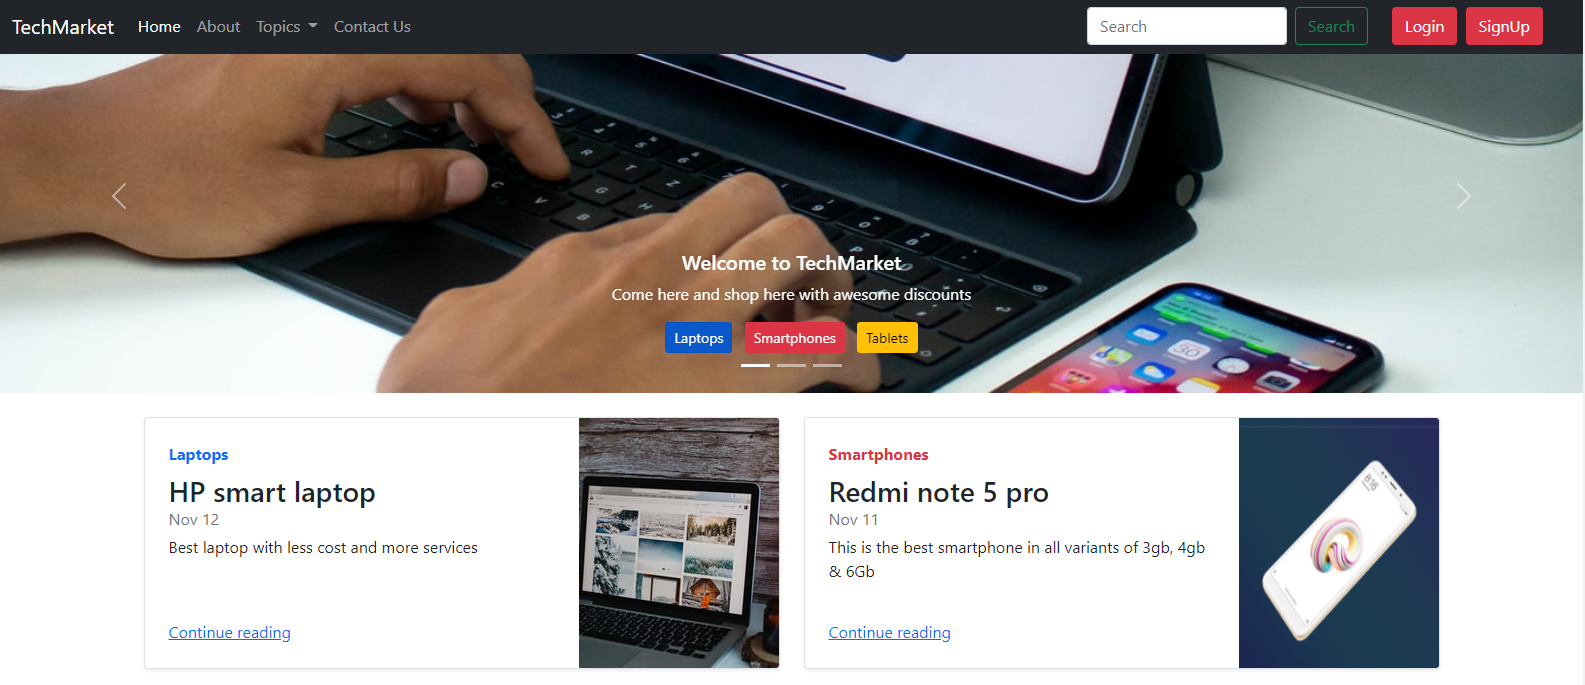 TechMarket Home About Topics Contact Us Search Search Login SignUp
Welcome to TechMarket
Come here and shop here with awesome discounts
Laptops Smartphones Tablets
Laptops
HP smart laptop
Nov 12
Best laptop with less cost and more services
Continue reading
Smartphones
Redmi note 5 pro
Nov 11
This is the best smartphone in all variants of 3gb, 4gb
& 6Gb
Continue reading